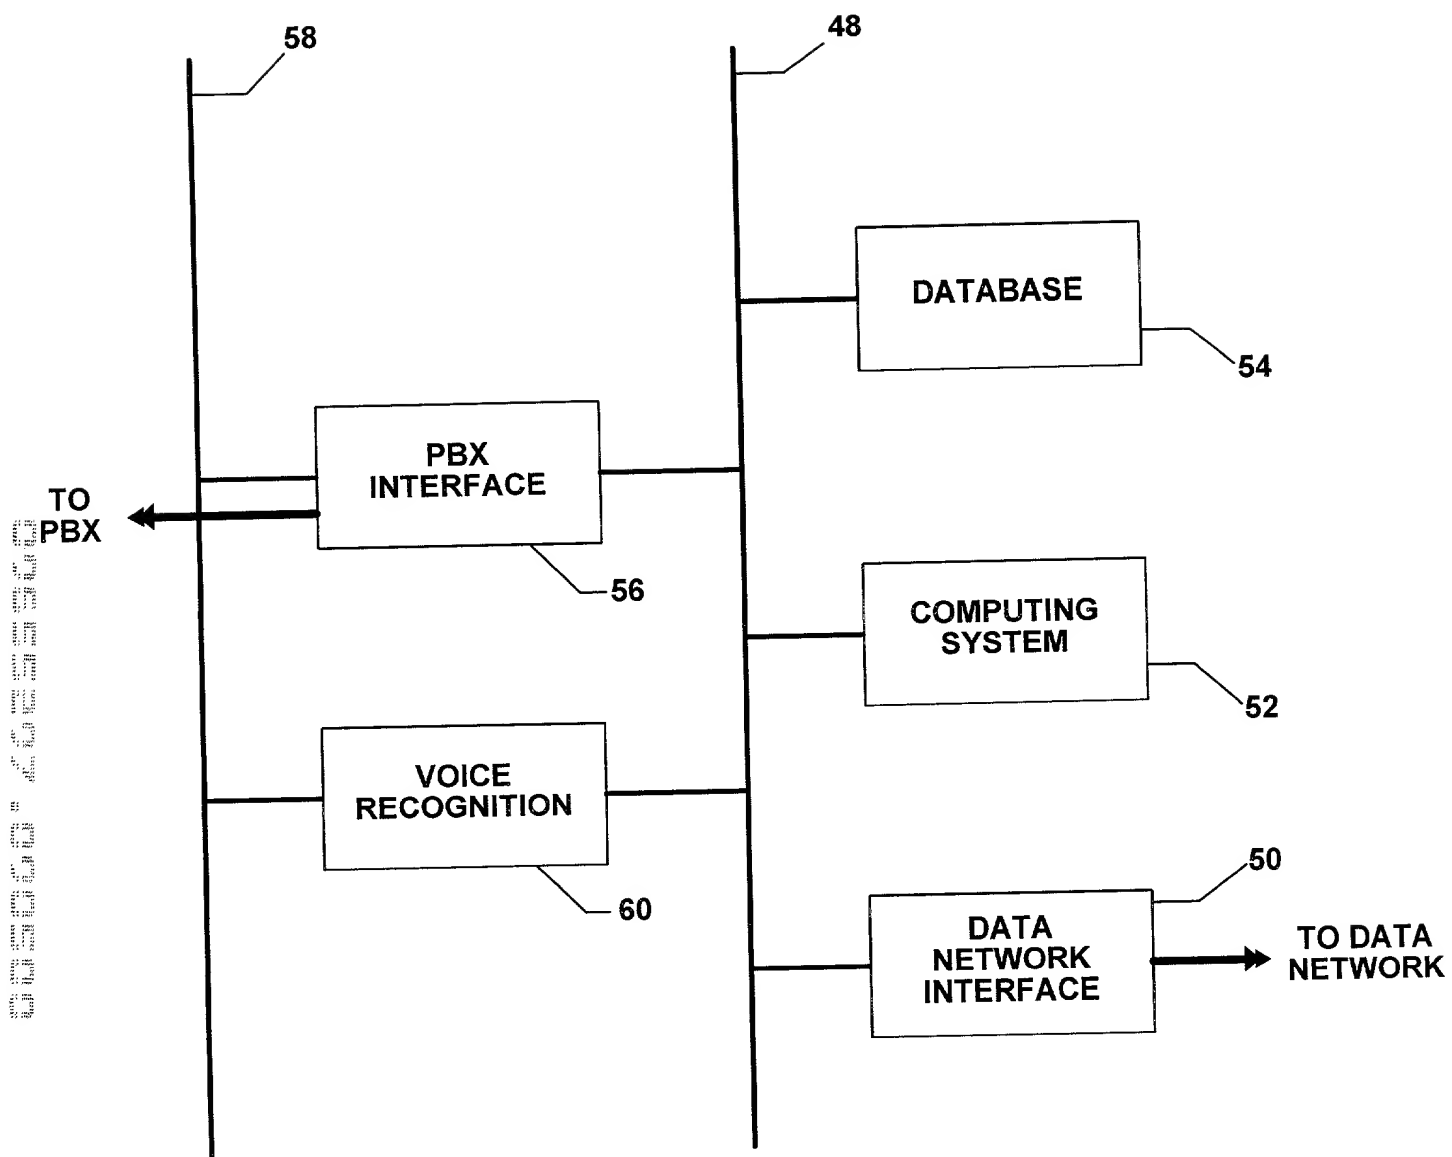 58
48
DATABASE
54
PBX
INTERFACE
TO
PBX
56
COMPUTING
SYSTEM
52
VOICE
RECOGNITION
60
50
DATA
NETWORK
INTERFACE
TO DATA
NETWORK